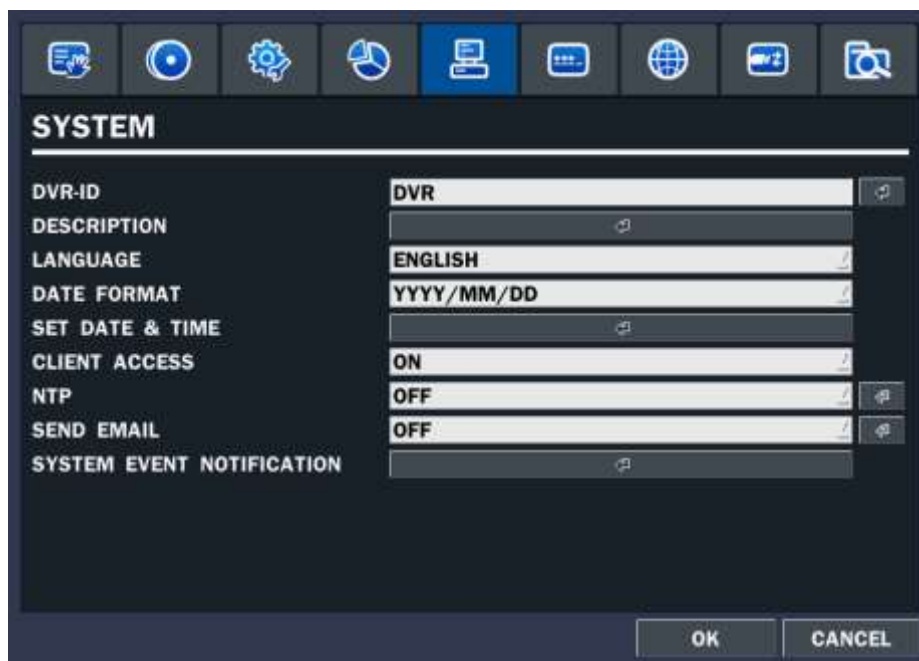 SYSTEM
DVR-ID DVR
DESCRIPTION
LANGUAGE ENGLISH
DATE FORMAT YYYY/MM/DD
SET DATE & TIME
CLIENT ACCESS ON
NTP OFF
SEND EMAIL OFF
SYSTEM EVENT NOTIFICATION
OK CANCEL